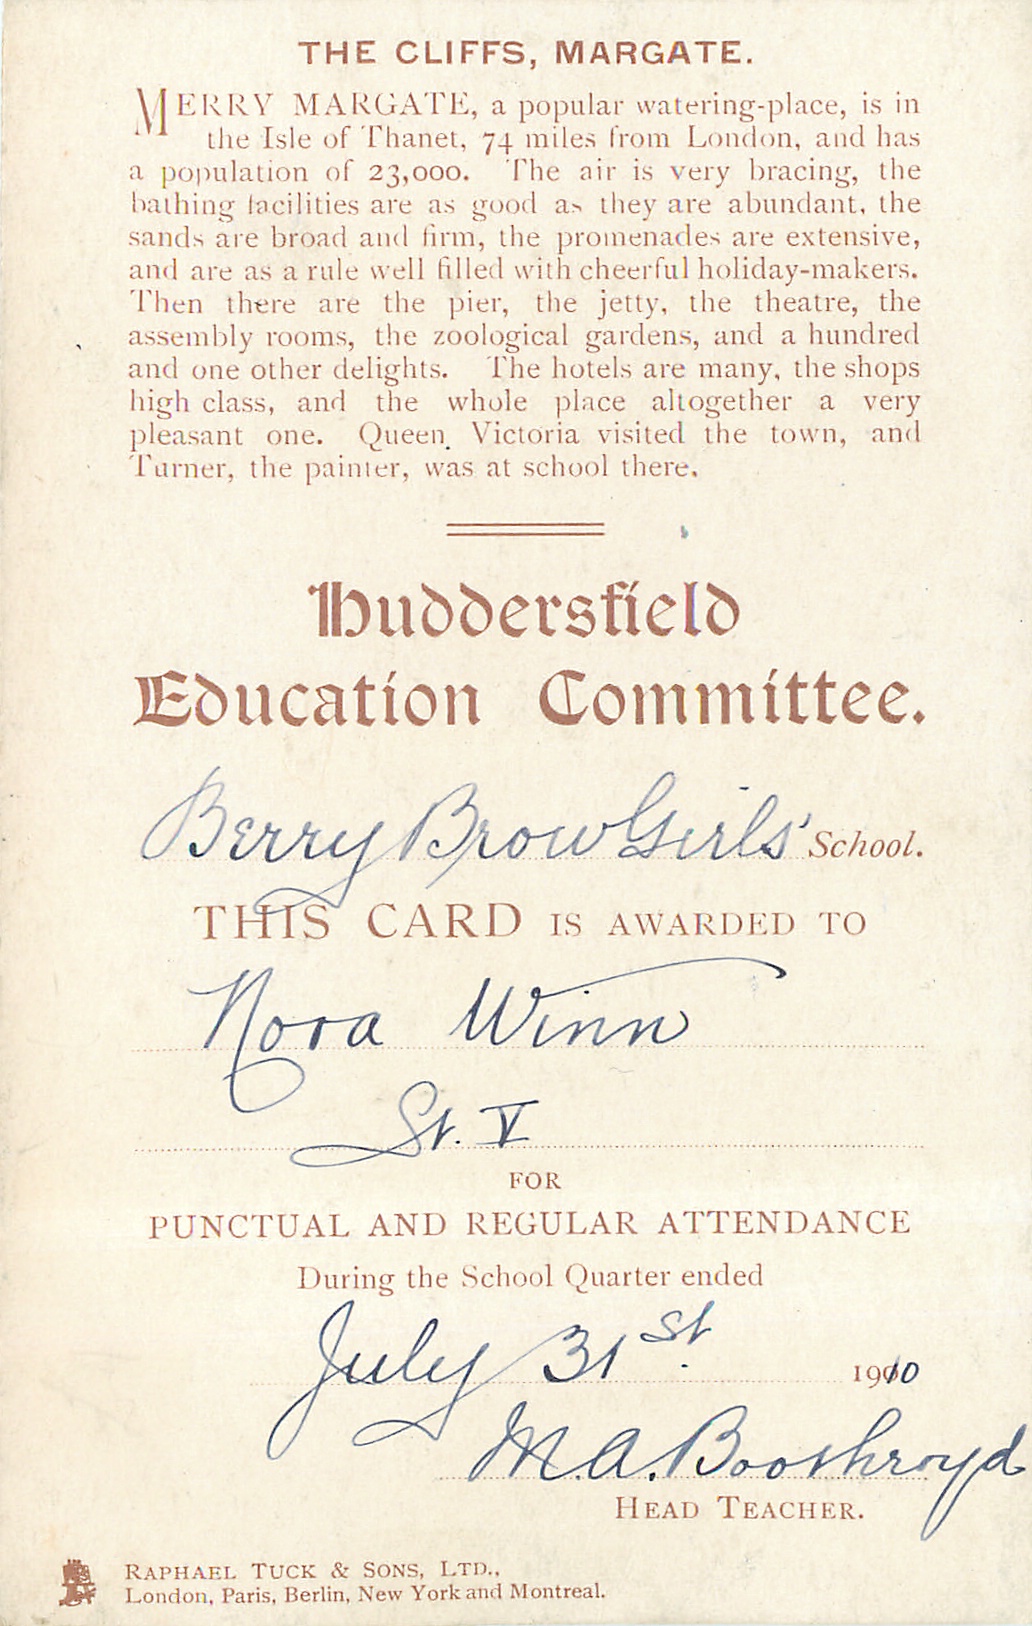 THE CLIFFS, MARGATE.
MERRY MARGATE, a popular watering-place, is in
the Isle of Thanet, 74 miles from London, and has
a population of 23,000. The air is very bracing, the
bathing facilities are as good as they are abundant, the
sands are broad and firm, the promenades are extensive,
and are as a rule well filled with cheerful holiday-makers.
Then there are the pier, the jetty, the theatre, the
assembly rooms, the zoological gardens, and a hundred
and one other delights. The hotels are many, the shops
high class, and the whole place altogether a very
pleasant one. Queen Victoria visited the town, and
Turner, the painter, was at school there.
Huddersfield
Education Committee.
Berry Brow Girls' School.
THIS CARD IS AWARDED TO
Nora Winn
St. V
FOR
PUNCTUAL AND REGULAR ATTENDANCE
During the School Quarter ended
July 31st 1910
M. A. Boothroyd
HEAD TEACHER.
RAPHAEL TUCK & SONS, LTD.,
London, Paris, Berlin, New York and Montreal.